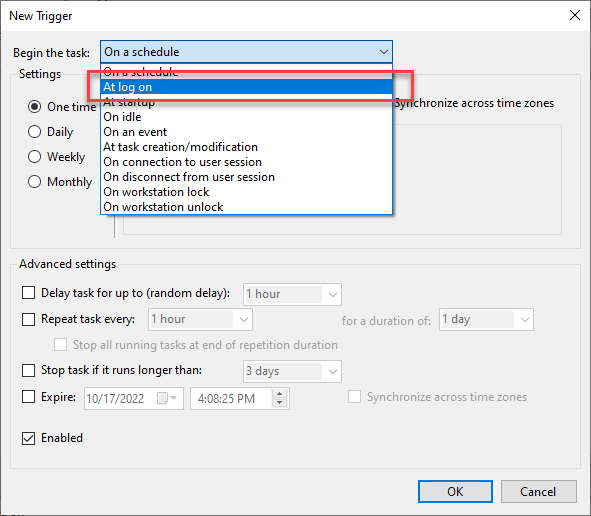 New Trigger
Begin the task: On a schedule
Settings
On a schedule
At log on
At startup
On idle
On an event
At task creation/modification
On connection to user session
On disconnect from user session
On workstation lock
On workstation unlock
One time
Daily
Weekly
Monthly
Synchronize across time zones
Advanced settings
Delay task for up to (random delay): 1 hour
Repeat task every: 1 hour for a duration of: 1 day
Stop all running tasks at end of repetition duration
Stop task if it runs longer than: 3 days
Expire: 10/17/2022 4:08:25 PM Synchronize across time zones
Enabled
OK Cancel